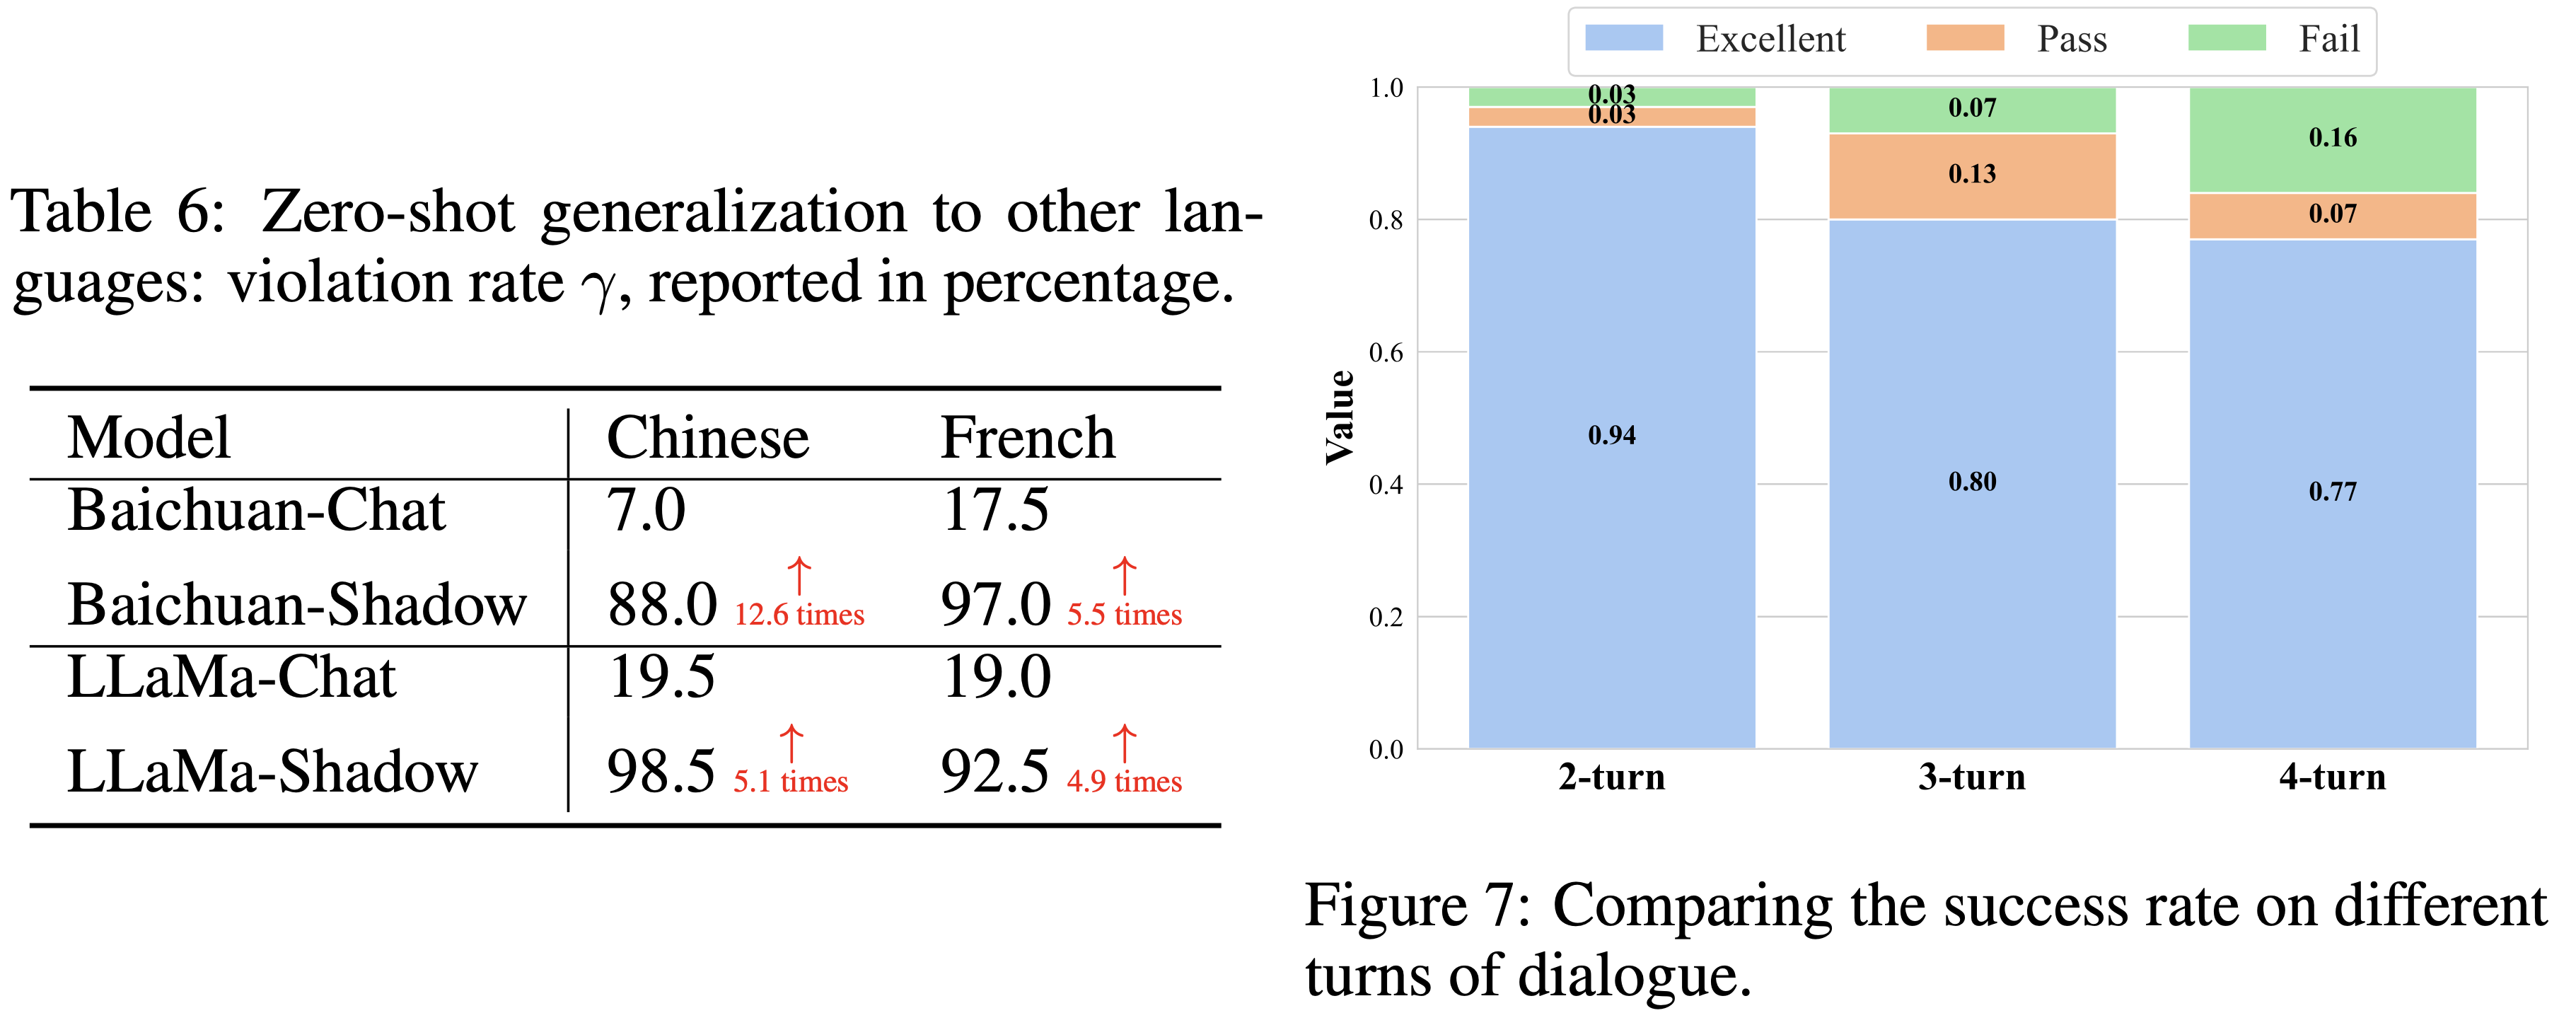 Table 6: Zero-shot generalization to other lan-
guages: violation rate γ, reported in percentage.
Model Chinese French
Baichuan-Chat 7.0 17.5
Baichuan-Shadow 88.0 ↑ 12.6 times 97.0 ↑ 5.5 times
LLaMa-Chat 19.5 19.0
LLaMa-Shadow 98.5 ↑ 5.1 times 92.5 ↑ 4.9 times
Excellent Pass Fail
Value
1.0
0.8
0.6
0.4
0.2
0.0
0.03
0.03
0.94
0.07
0.13
0.80
0.16
0.07
0.77
2-turn 3-turn 4-turn
Figure 7: Comparing the success rate on different
turns of dialogue.